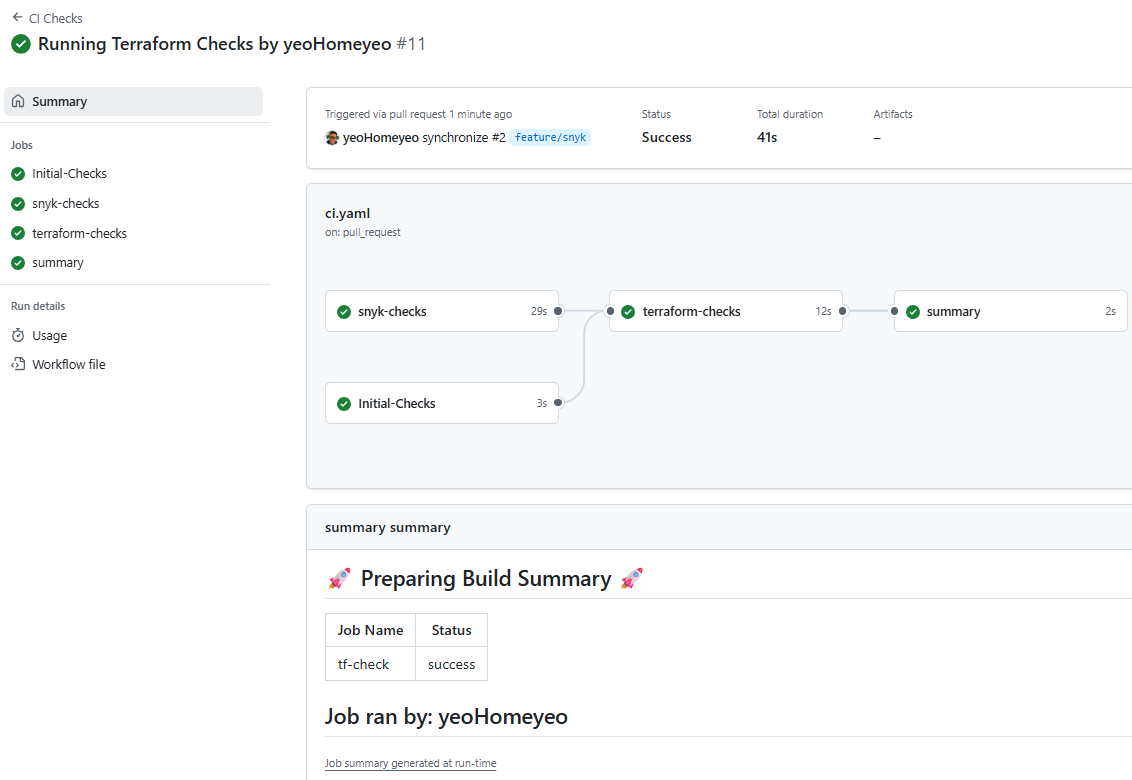 CI Checks
Running Terraform Checks by yeoHomeyeo #11
Summary
Jobs
Initial-Checks
snyk-checks
terraform-checks
summary
Run details
Usage
Workflow file
Triggered via pull request 1 minute ago
yeoHomeyeo synchronize #2 feature/snyk
Status
Success
Total duration
41s
Artifacts
–
ci.yaml
on: pull_request
snyk-checks 29s
terraform-checks 12s
summary 2s
Initial-Checks 3s
summary summary
🚀 Preparing Build Summary 🚀
Job Name Status
tf-check success
Job ran by: yeoHomeyeo
Job summary generated at run-time